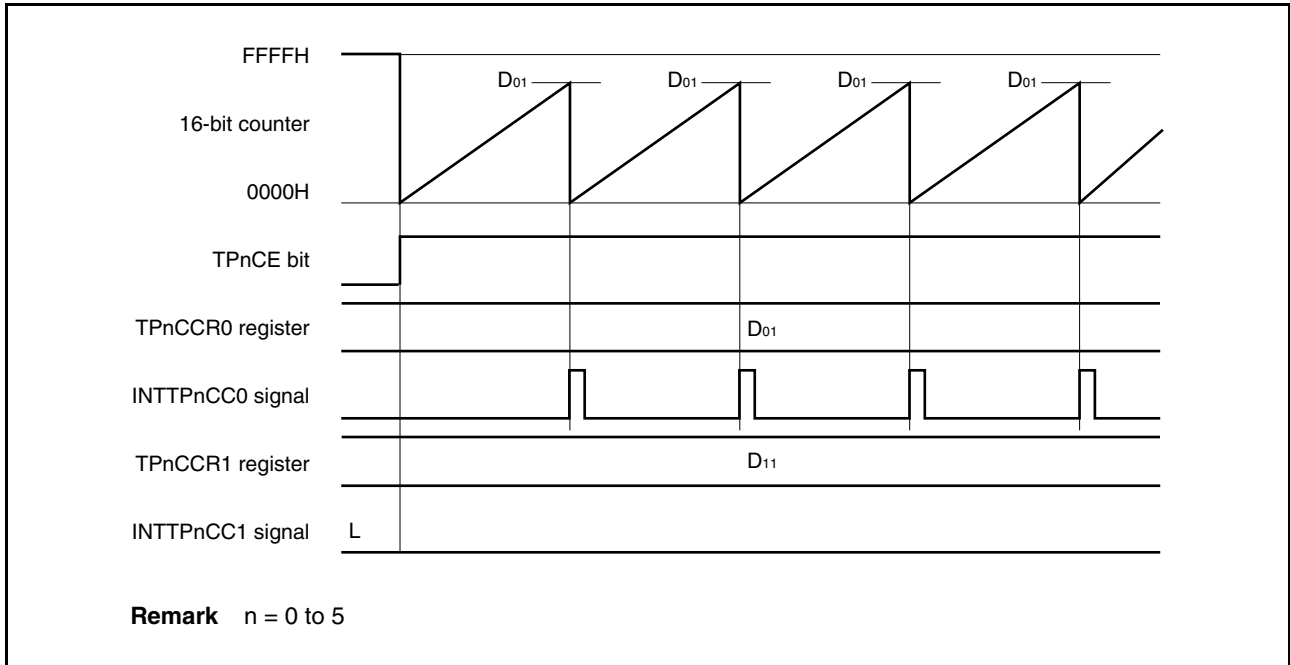 FFFFH
D01 D01 D01 D01
16-bit counter
0000H
TPnCE bit
TPnCCR0 register D01
INTTPnCC0 signal
TPnCCR1 register D11
INTTPnCC1 signal L
Remark n = 0 to 5